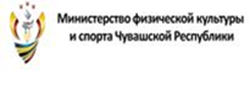 Министерство физической культуры
и спорта Чувашской Республики